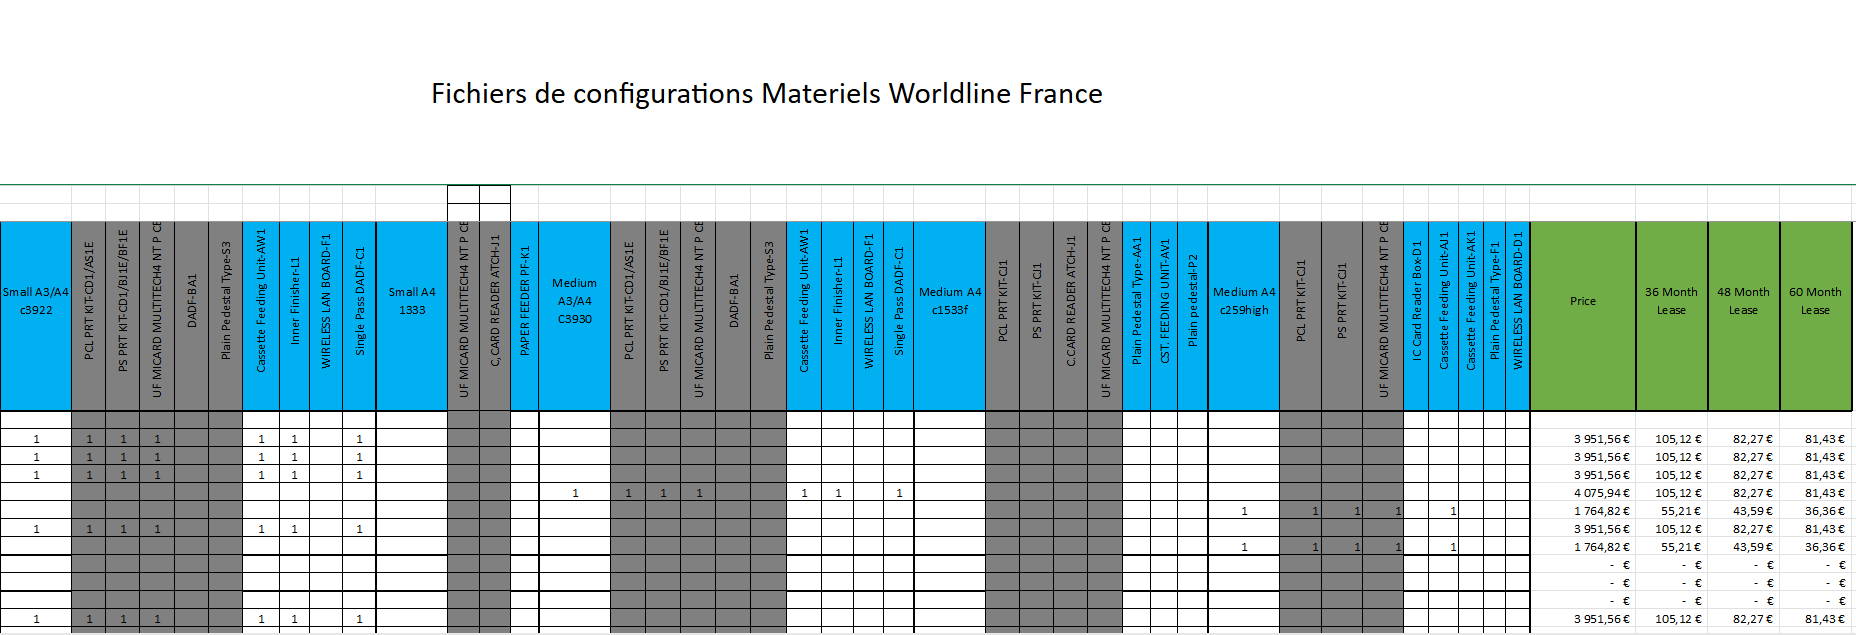 Fichiers de configurations Materiels Worldline France
Small A3/A4
c3922
PCL PRT KIT-CD1/AS1E
PS PRT KIT-CD1/BJ1E/BF1E
UF MICARD MULTITECH4 NT P CE
DADF-BA1
Plain Pedestal Type-S3
Cassette Feeding Unit-AW1
Inner Finisher-L1
WIRELESS LAN BOARD-F1
Single Pass DADF-C1
Small A4
1333
UF MICARD MULTITECH4 NT P CE
C,CARD READER ATCH-J1
PAPER FEEDER PF-K1
Medium
A3/A4
C3930
PCL PRT KIT-CD1/AS1E
PS PRT KIT-CD1/BJ1E/BF1E
UF MICARD MULTITECH4 NT P CE
DADF-BA1
Plain Pedestal Type-S3
Cassette Feeding Unit-AW1
Inner Finisher-L1
WIRELESS LAN BOARD-F1
Single Pass DADF-C1
Medium A4
c1533f
PCL PRT KIT-CJ1
PS PRT KIT-CJ1
C.CARD READER ATCH-J1
UF MICARD MULTITECH4 NT P CE
Plain Pedestal Type-AA1
CST. FEEDING UNIT-AV1
Plain pedestal-P2
Medium A4
c259high
PCL PRT KIT-CJ1
PS PRT KIT-CJ1
UF MICARD MULTITECH4 NT P CE
IC Card Reader Box-D1
Cassette Feeding Unit-AJ1
Cassette Feeding Unit-AK1
Plain Pedestal Type-F1
WIRELESS LAN BOARD-D1
Price
36 Month
Lease
48 Month
Lease
60 Month
Lease
1 1 1 1 1 1 1 3 951,56 € 105,12 € 82,27 € 81,43 €
1 1 1 1 1 1 1 3 951,56 € 105,12 € 82,27 € 81,43 €
1 1 1 1 1 1 1 3 951,56 € 105,12 € 82,27 € 81,43 €
1 1 1 1 1 1 1 4 075,94 € 105,12 € 82,27 € 81,43 €
1 1 1 1 1 1 764,82 € 55,21 € 43,59 € 36,36 €
1 1 1 1 1 1 1 3 951,56 € 105,12 € 82,27 € 81,43 €
1 1 1 1 1 1 764,82 € 55,21 € 43,59 € 36,36 €
- € - € - € - €
- € - € - € - €
- € - € - € - €
1 1 1 1 1 1 1 3 951,56 € 105,12 € 82,27 € 81,43 €